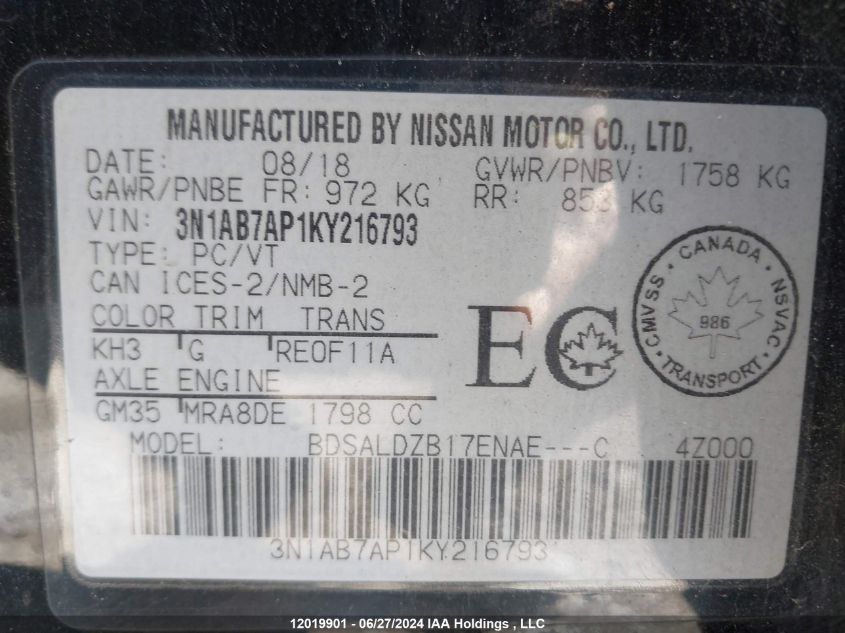 MANUFACTURED BY NISSAN MOTOR CO., LTD.
DATE: 08/18 GVWR/PNBV: 1758 KG
GAWR/PNBE FR: 972 KG RR: 853 KG
VIN: 3N1AB7AP1KY216793
TYPE: PC/VT
CAN ICES-2/NMB-2
COLOR TRIM TRANS
KH3 G RE0F11A
AXLE ENGINE
GM35 MRA8DE 1798 CC
EC
CANADA · NSVAC · TRANSPORT · CMVSS ·
986
MODEL: BDSALDZB17ENAE---C 4Z000
3N1AB7AP1KY216793
12019901 - 06/27/2024 IAA Holdings , LLC